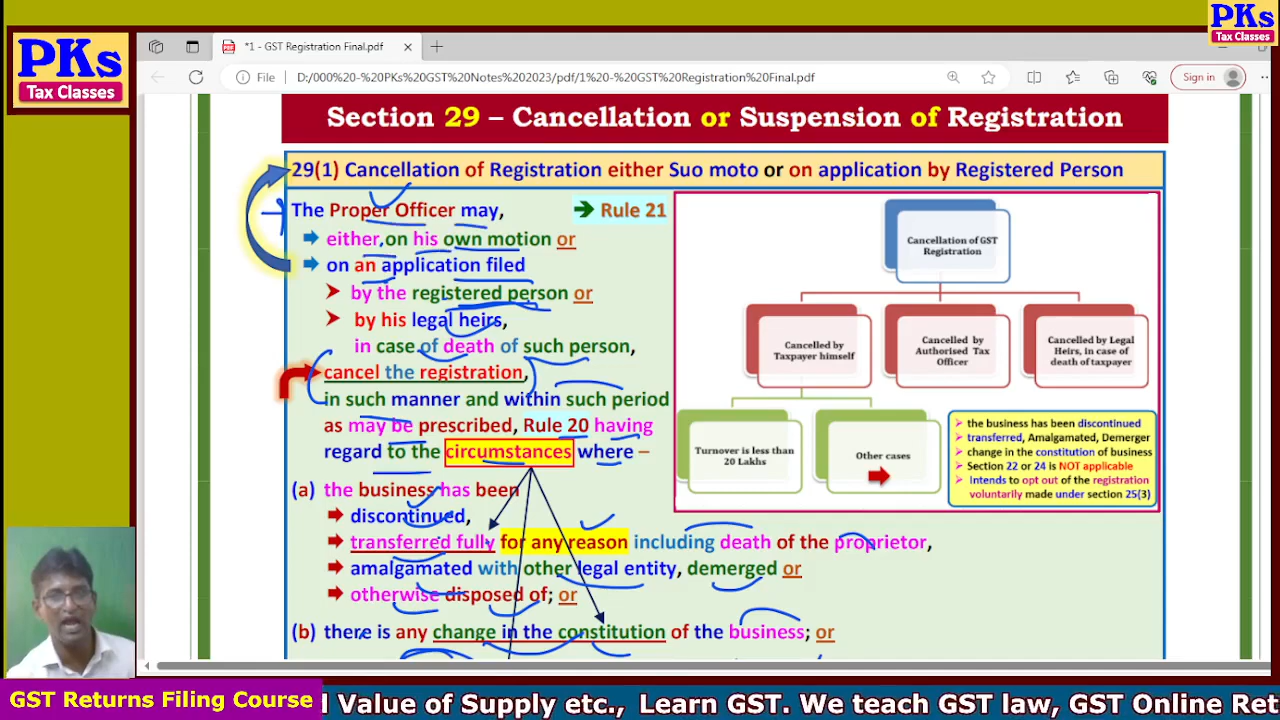 PKs
Tax Classes
PKs
Tax Classes
*1 - GST Registration Final.pdf
File
D:/000%20-%20PKs%20GST%20Notes%202023/pdf/1%20-%20GST%20Registration%20Final.pdf
Sign in
Section 29 – Cancellation or Suspension of Registration
29(1) Cancellation of Registration either Suo moto or on application by Registered Person
The Proper Officer may,
Rule 21
either, on his own motion or
on an application filed
by the registered person or
by his legal heirs,
in case of death of such person,
cancel the registration,
in such manner and within such period
as may be prescribed, Rule 20 having
regard to the circumstances where –
Cancellation of GST
Registration
Cancelled by
Taxpayer himself
Cancelled by
Authorised Tax
Officer
Cancelled by Legal
Heirs, in case of
death of taxpayer
Turnover is less than
20 Lakhs
Other cases
the business has been discontinued
transferred, Amalgamated, Demerger
change in the constitution of business
Section 22 or 24 is NOT applicable
Intends to opt out of the registration
voluntarily made under section 25(3)
(a) the business has been
discontinued,
transferred fully for any reason including death of the proprietor,
amalgamated with other legal entity, demerged or
otherwise disposed of; or
(b) there is any change in the constitution of the business; or
GST Returns Filing Course
d Value of Supply etc., Learn GST. We teach GST law, GST Online Ret